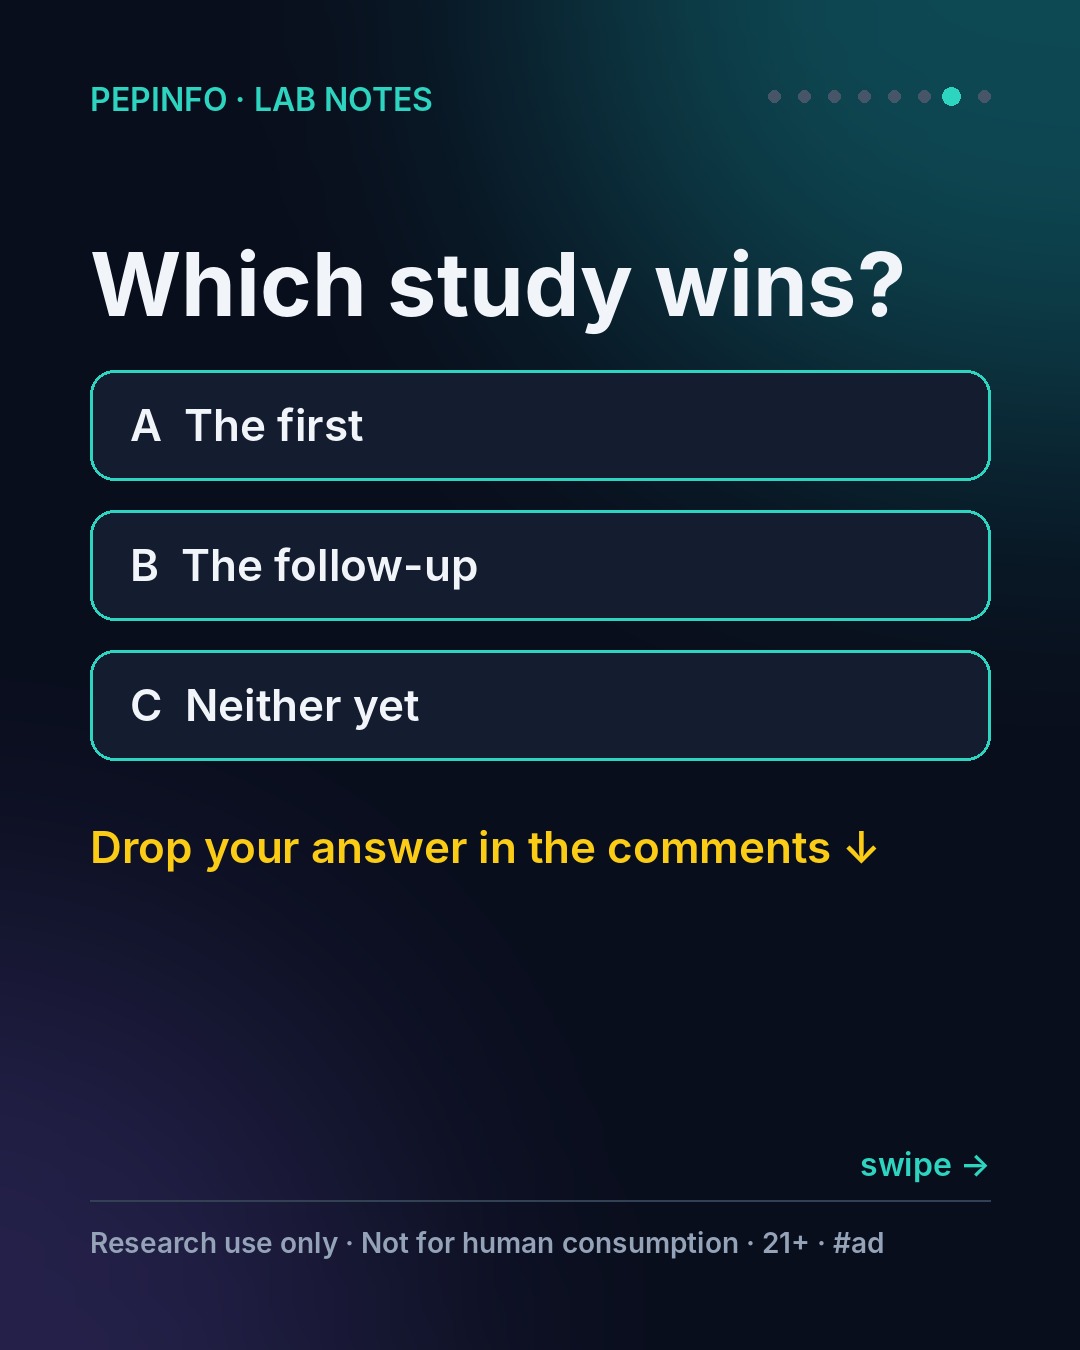 PEPINFO · LAB NOTES
Which study wins?
A The first
B The follow-up
C Neither yet
Drop your answer in the comments ↓
swipe →
Research use only · Not for human consumption · 21+ · #ad